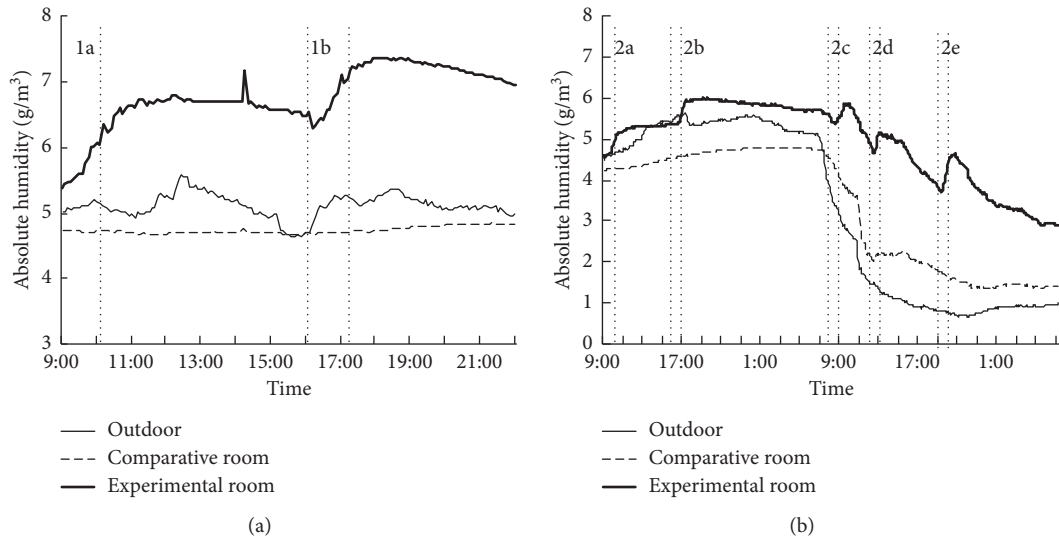 8
7
6
5
4
3
Absolute humidity (g/m³)
1a
1b
9:00 11:00 13:00 15:00 17:00 19:00 21:00
Time
Outdoor
Comparative room
Experimental room
(a)
8
7
6
5
4
3
2
1
0
Absolute humidity (g/m³)
2a
2b
2c
2d
2e
9:00 17:00 1:00 9:00 17:00 1:00
Time
Outdoor
Comparative room
Experimental room
(b)